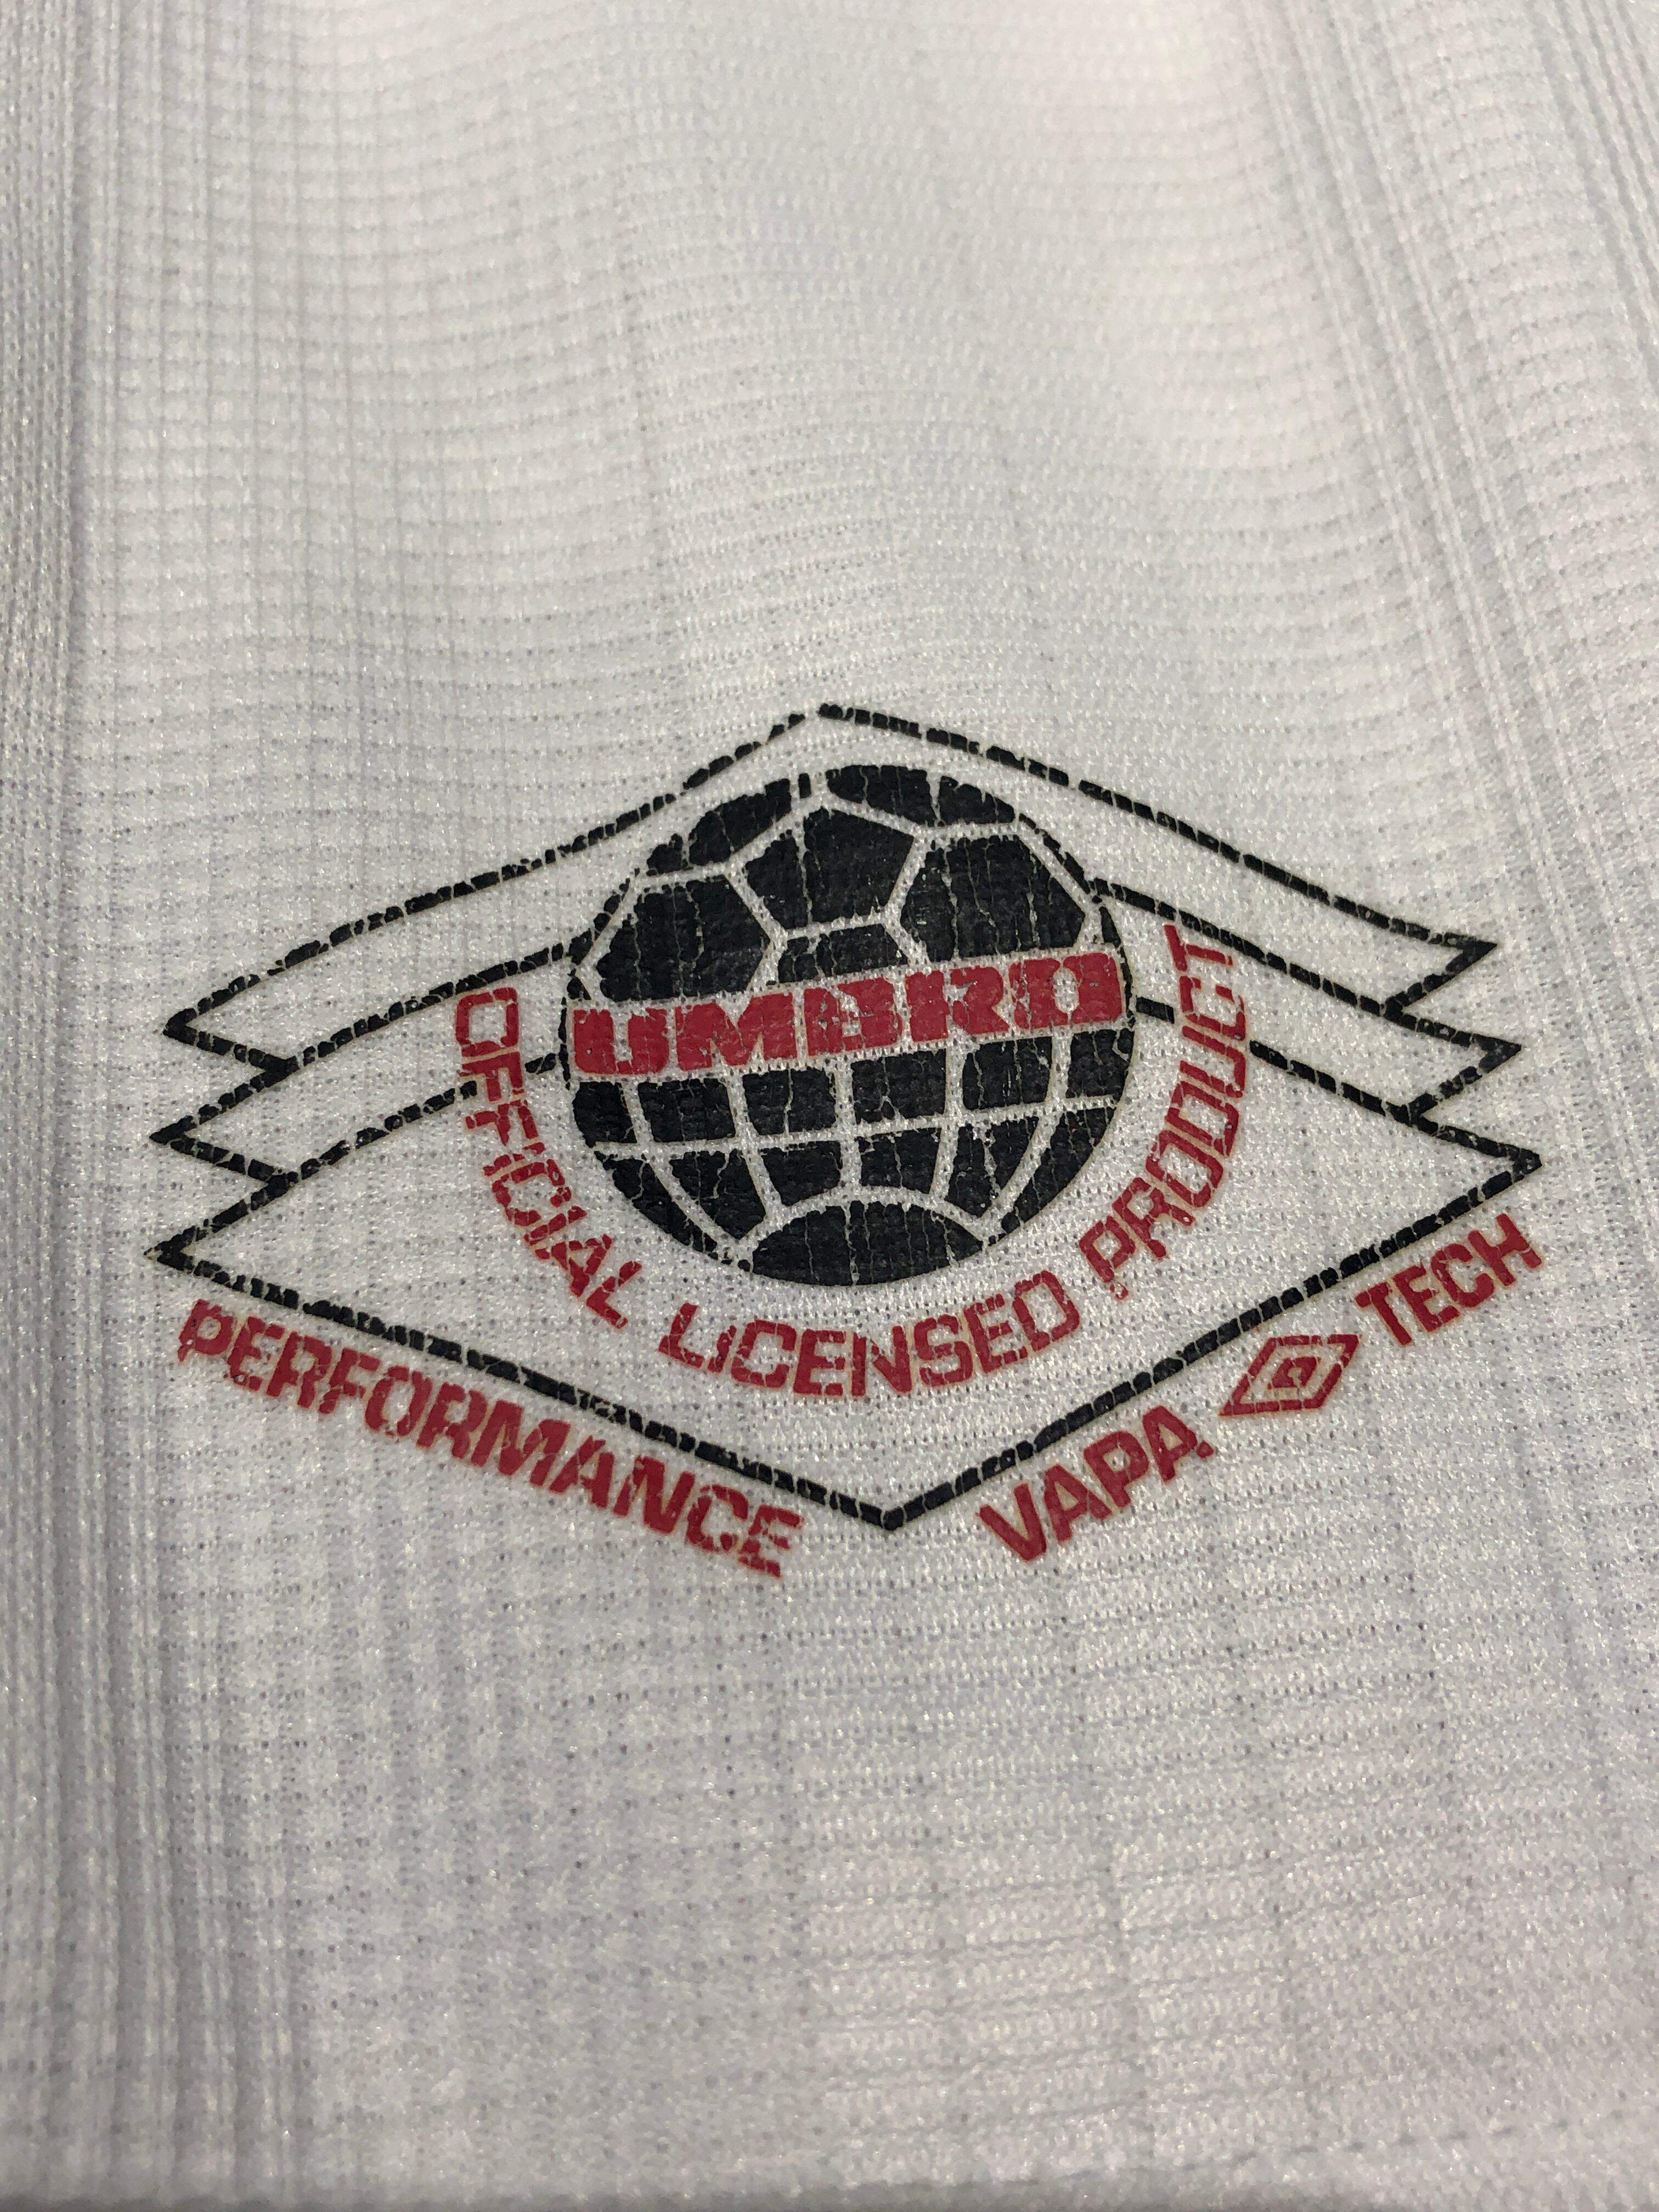 UMBRO
OFFICIAL LICENSED PRODUCT
PERFORMANCE
VAPA TECH